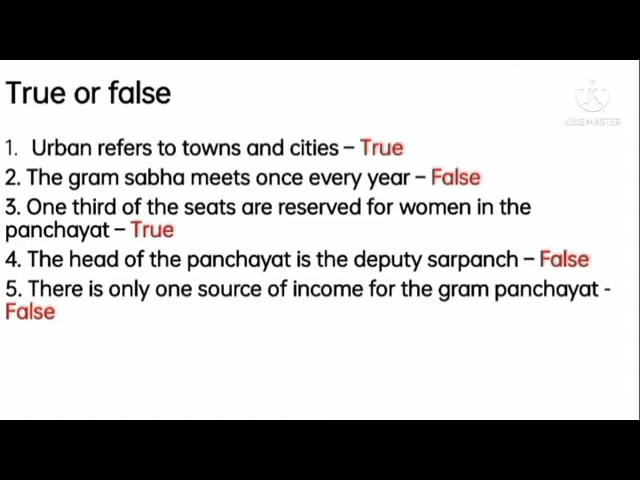 True or false
KINEMASTER
1. Urban refers to towns and cities – True
2. The gram sabha meets once every year – False
3. One third of the seats are reserved for women in the
panchayat – True
4. The head of the panchayat is the deputy sarpanch – False
5. There is only one source of income for the gram panchayat -
False